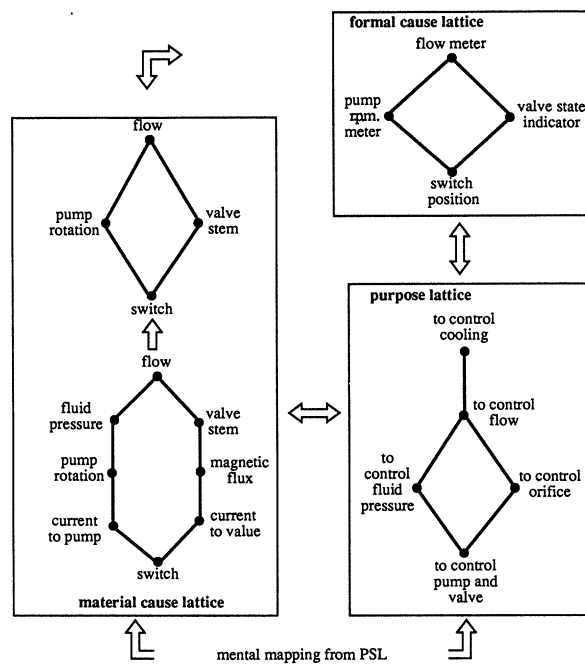 formal cause lattice
flow meter
pump
rpm.
meter
valve state
indicator
switch
position
flow
pump
rotation
valve
stem
switch
flow
fluid
pressure
valve
stem
pump
rotation
magnetic
flux
current
to pump
current
to value
switch
material cause lattice
purpose lattice
to control
cooling
to control
flow
to
control
fluid
pressure
to control
orifice
to control
pump and
valve
mental mapping from PSL